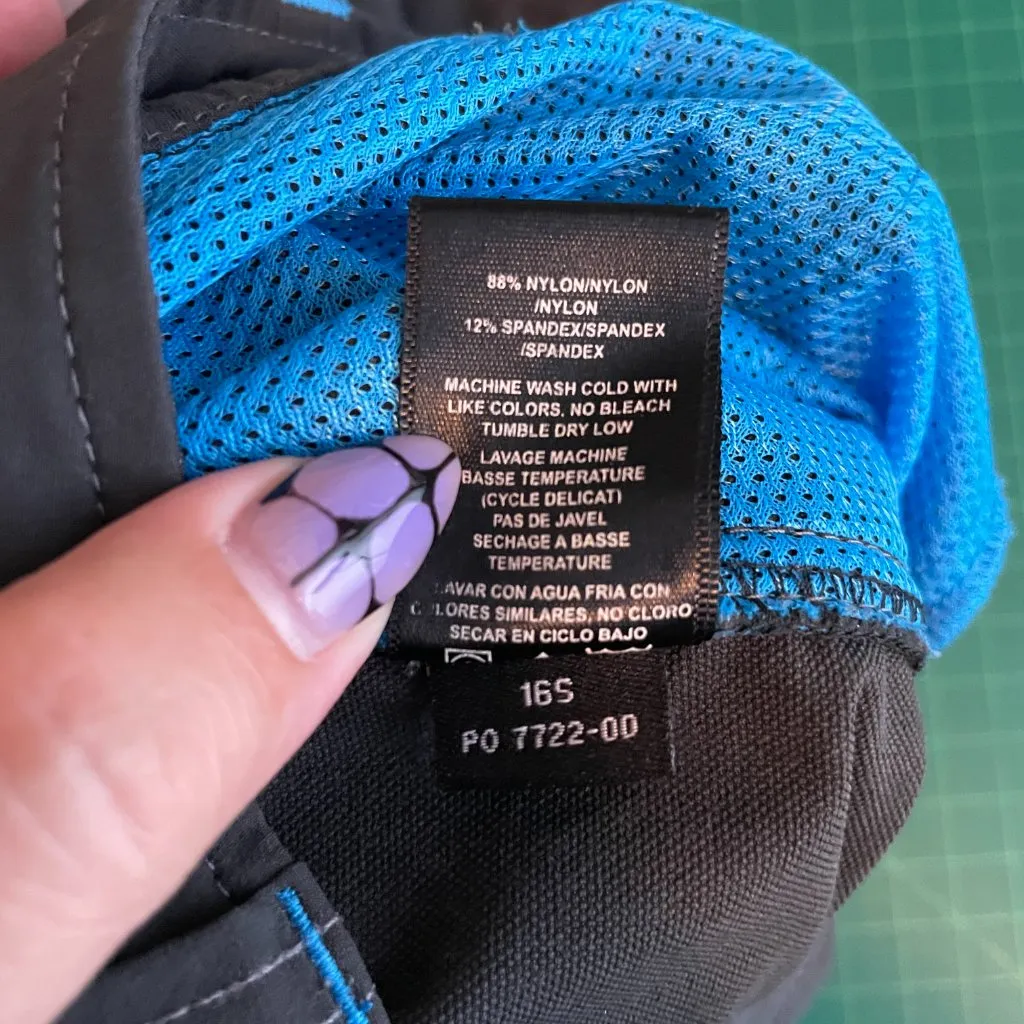 88% NYLON/NYLON
/NYLON
12% SPANDEX/SPANDEX
/SPANDEX
MACHINE WASH COLD WITH
LIKE COLORS, NO BLEACH
TUMBLE DRY LOW
LAVAGE MACHINE
BASSE TEMPERATURE
(CYCLE DELICAT)
PAS DE JAVEL
SECHAGE A BASSE
TEMPERATURE
AVAR CON AGUA FRIA CON
LORES SIMILARES, NO CLORO
SECAR EN CICLO BAJO
16S
PO 7722-00